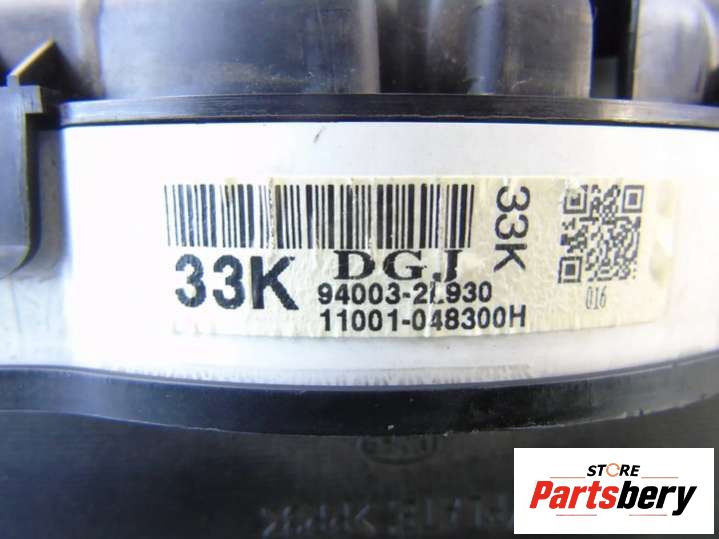 33K
DGJ
33K
94003-2L930
11001-048300H
016
STORE
Partsbery